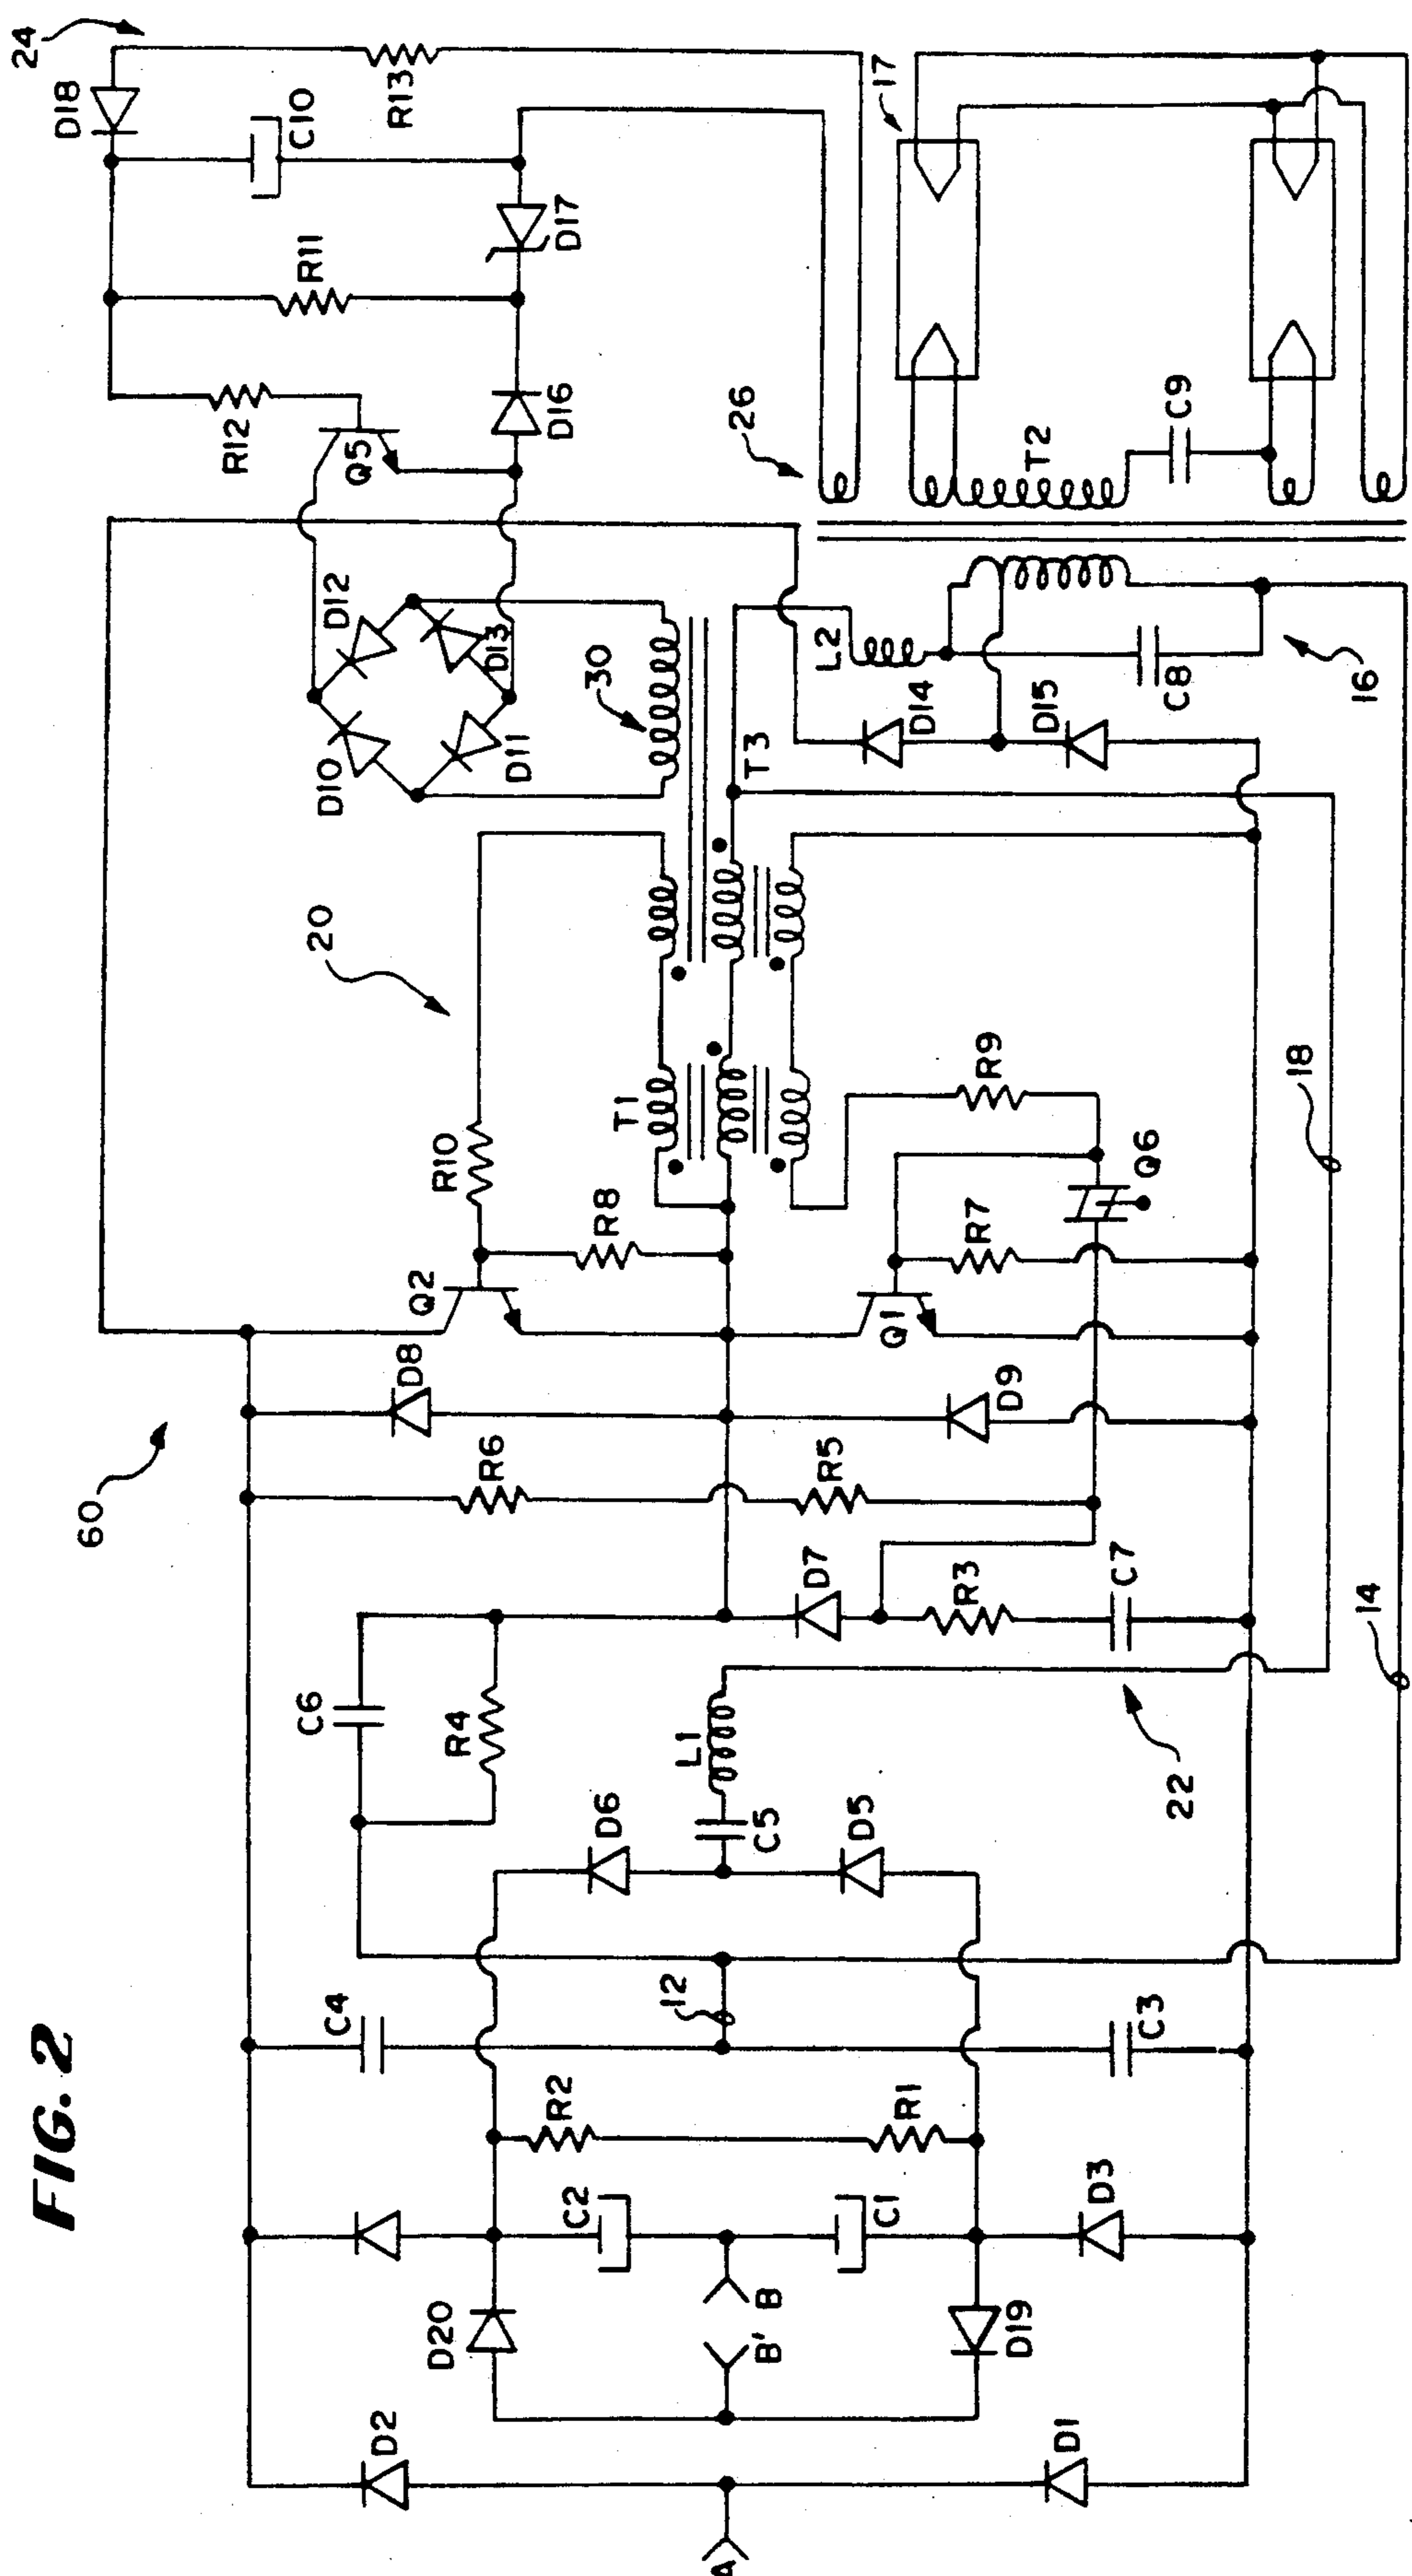 FIG. 2
60
20
24
26
30
17
16
18
14
12
22
A
B'
B
D2
D1
D20
D19
C2
C1
D3
R2
R1
C4
C3
D6
D5
C5
L1
C6
R4
D7
R3
C7
R6
R5
D8
D9
Q2
Q1
R8
R7
R10
Q6
R9
T1
T3
D10
D11
D12
D13
D14
D15
L2
C8
T2
C9
Q5
R12
D16
R11
D17
C10
D18
R13